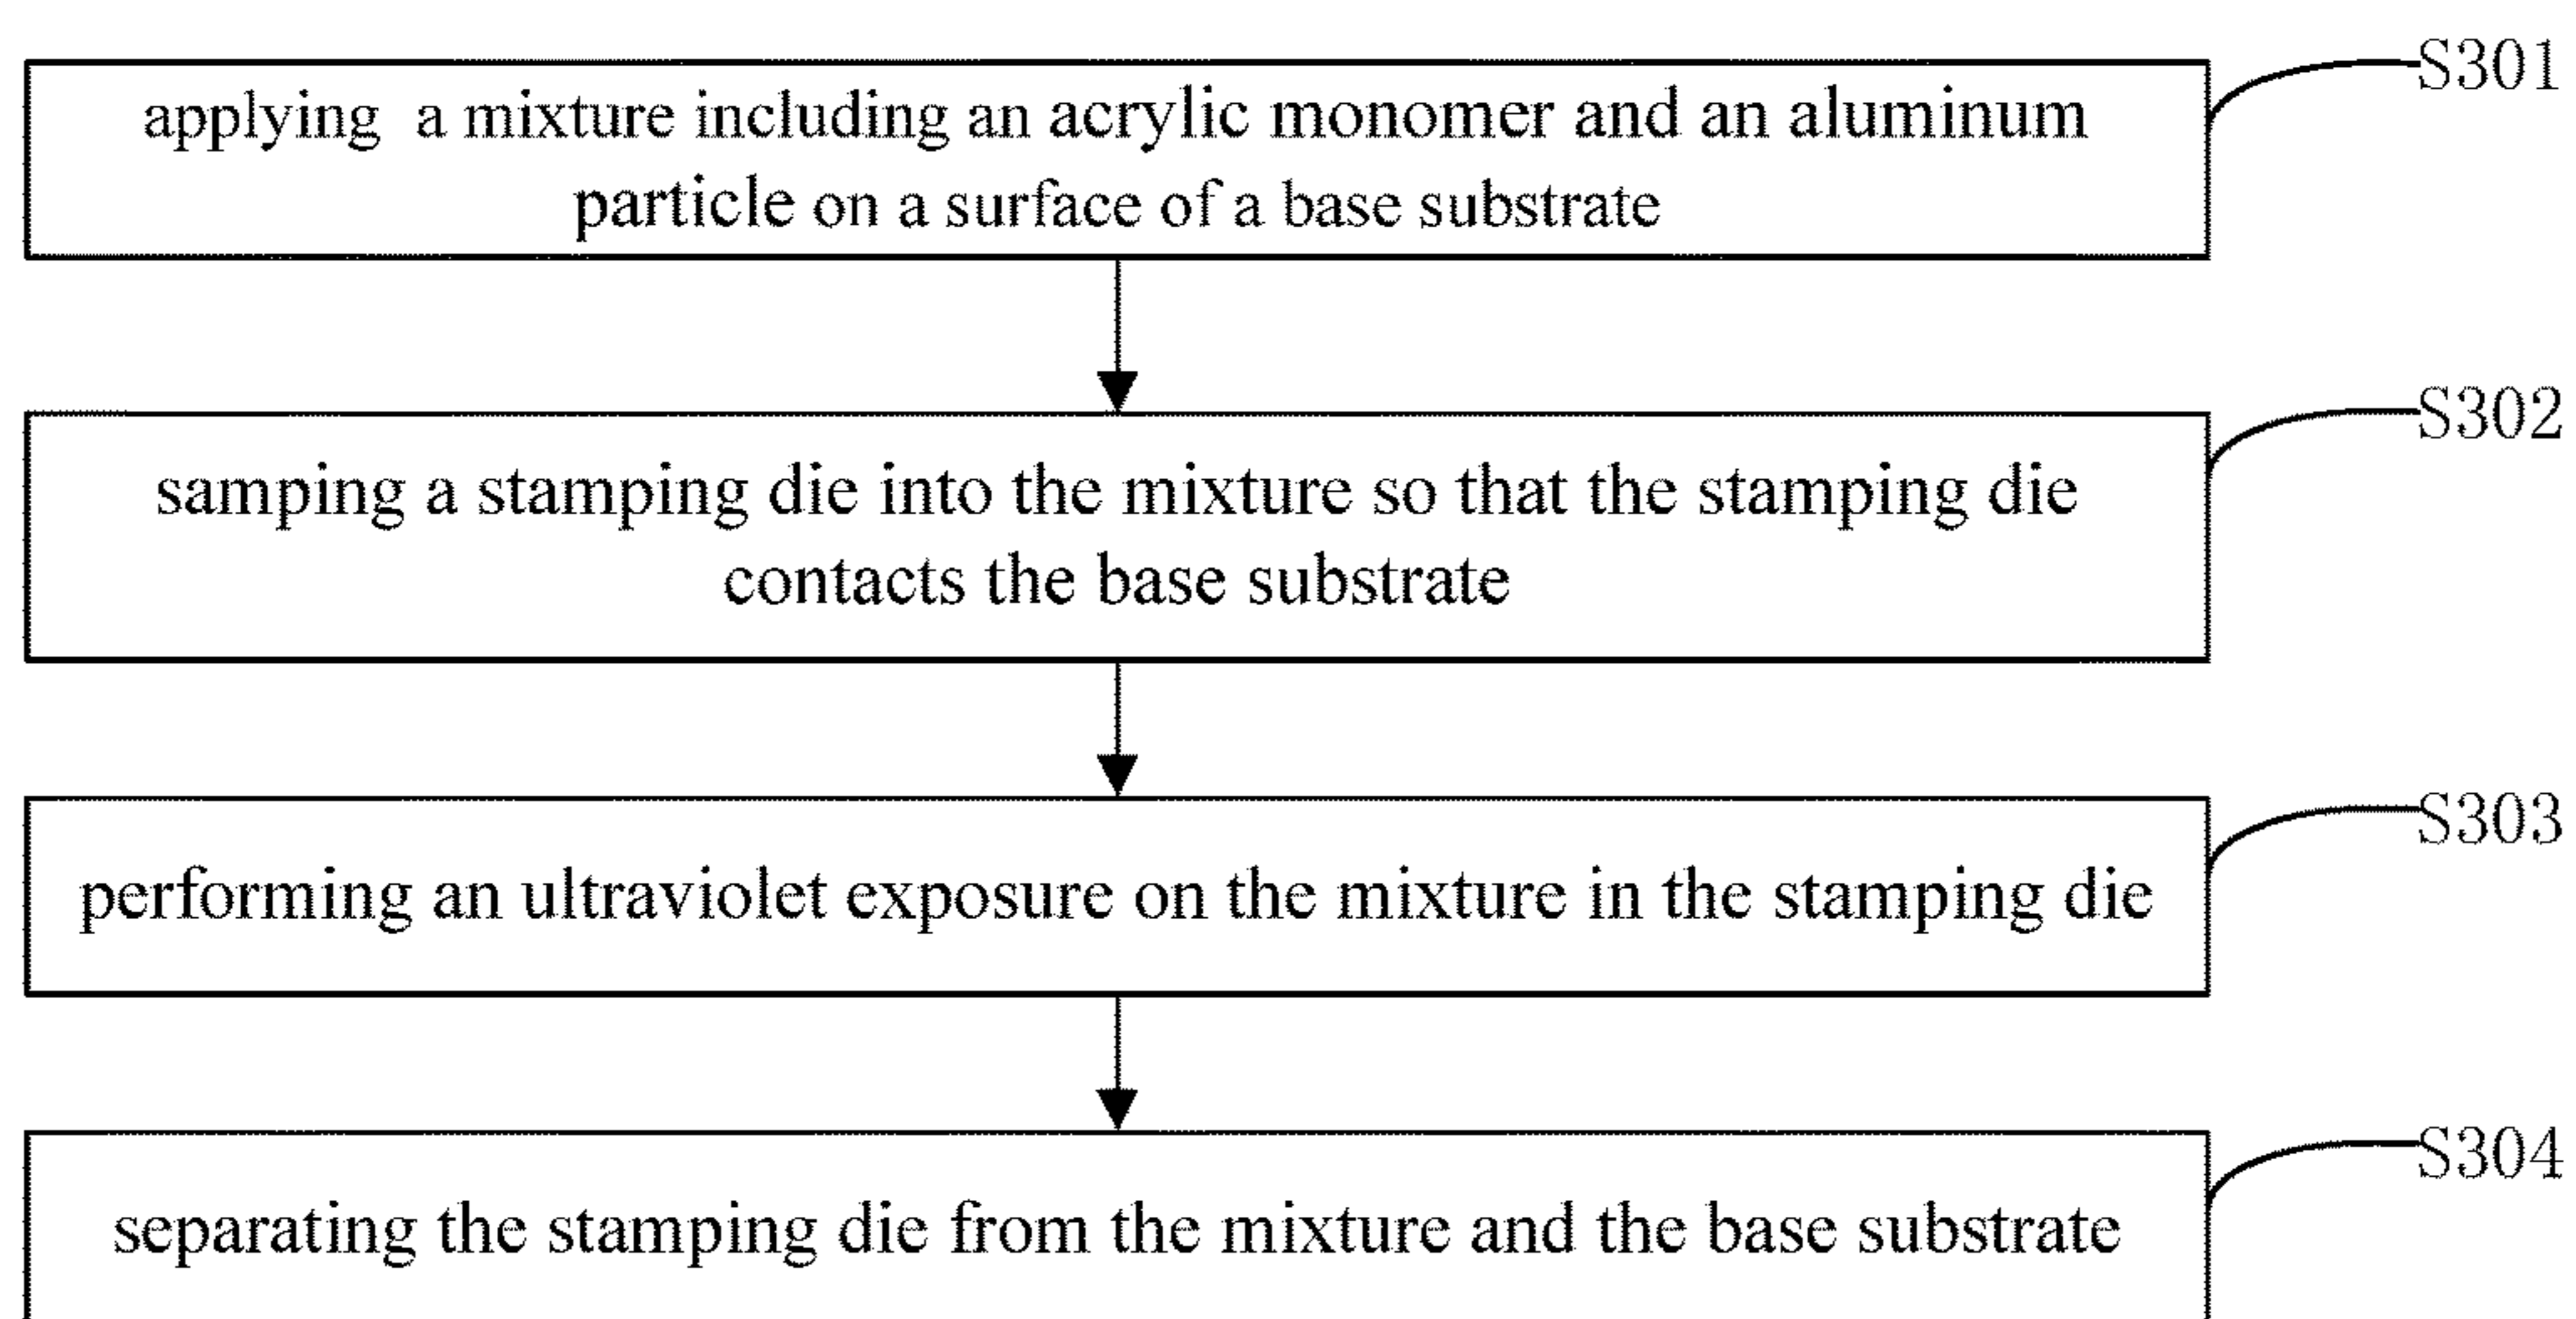 S301
applying a mixture including an acrylic monomer and an aluminum
particle on a surface of a base substrate
S302
samping a stamping die into the mixture so that the stamping die
contacts the base substrate
S303
performing an ultraviolet exposure on the mixture in the stamping die
S304
separating the stamping die from the mixture and the base substrate